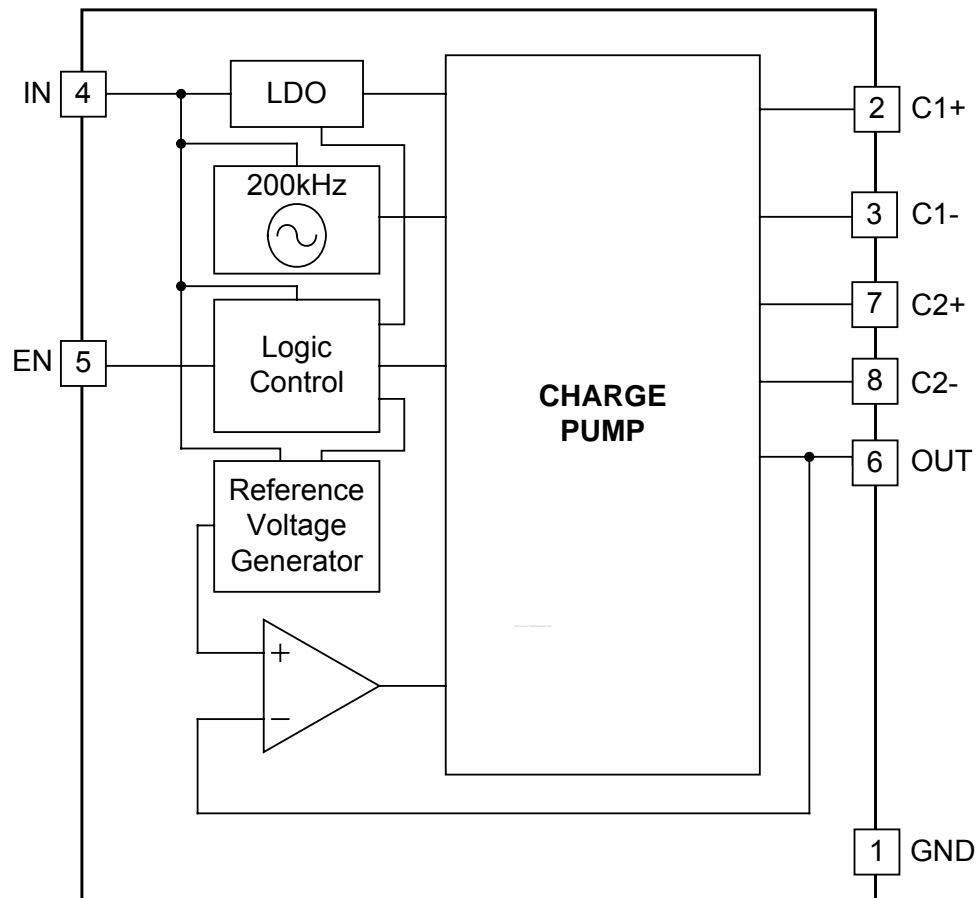 IN
4
LDO
2
C1+
200kHz
3
C1-
7
C2+
EN
5
Logic
Control
8
C2-
CHARGE
PUMP
6
OUT
Reference
Voltage
Generator
+
−
1
GND